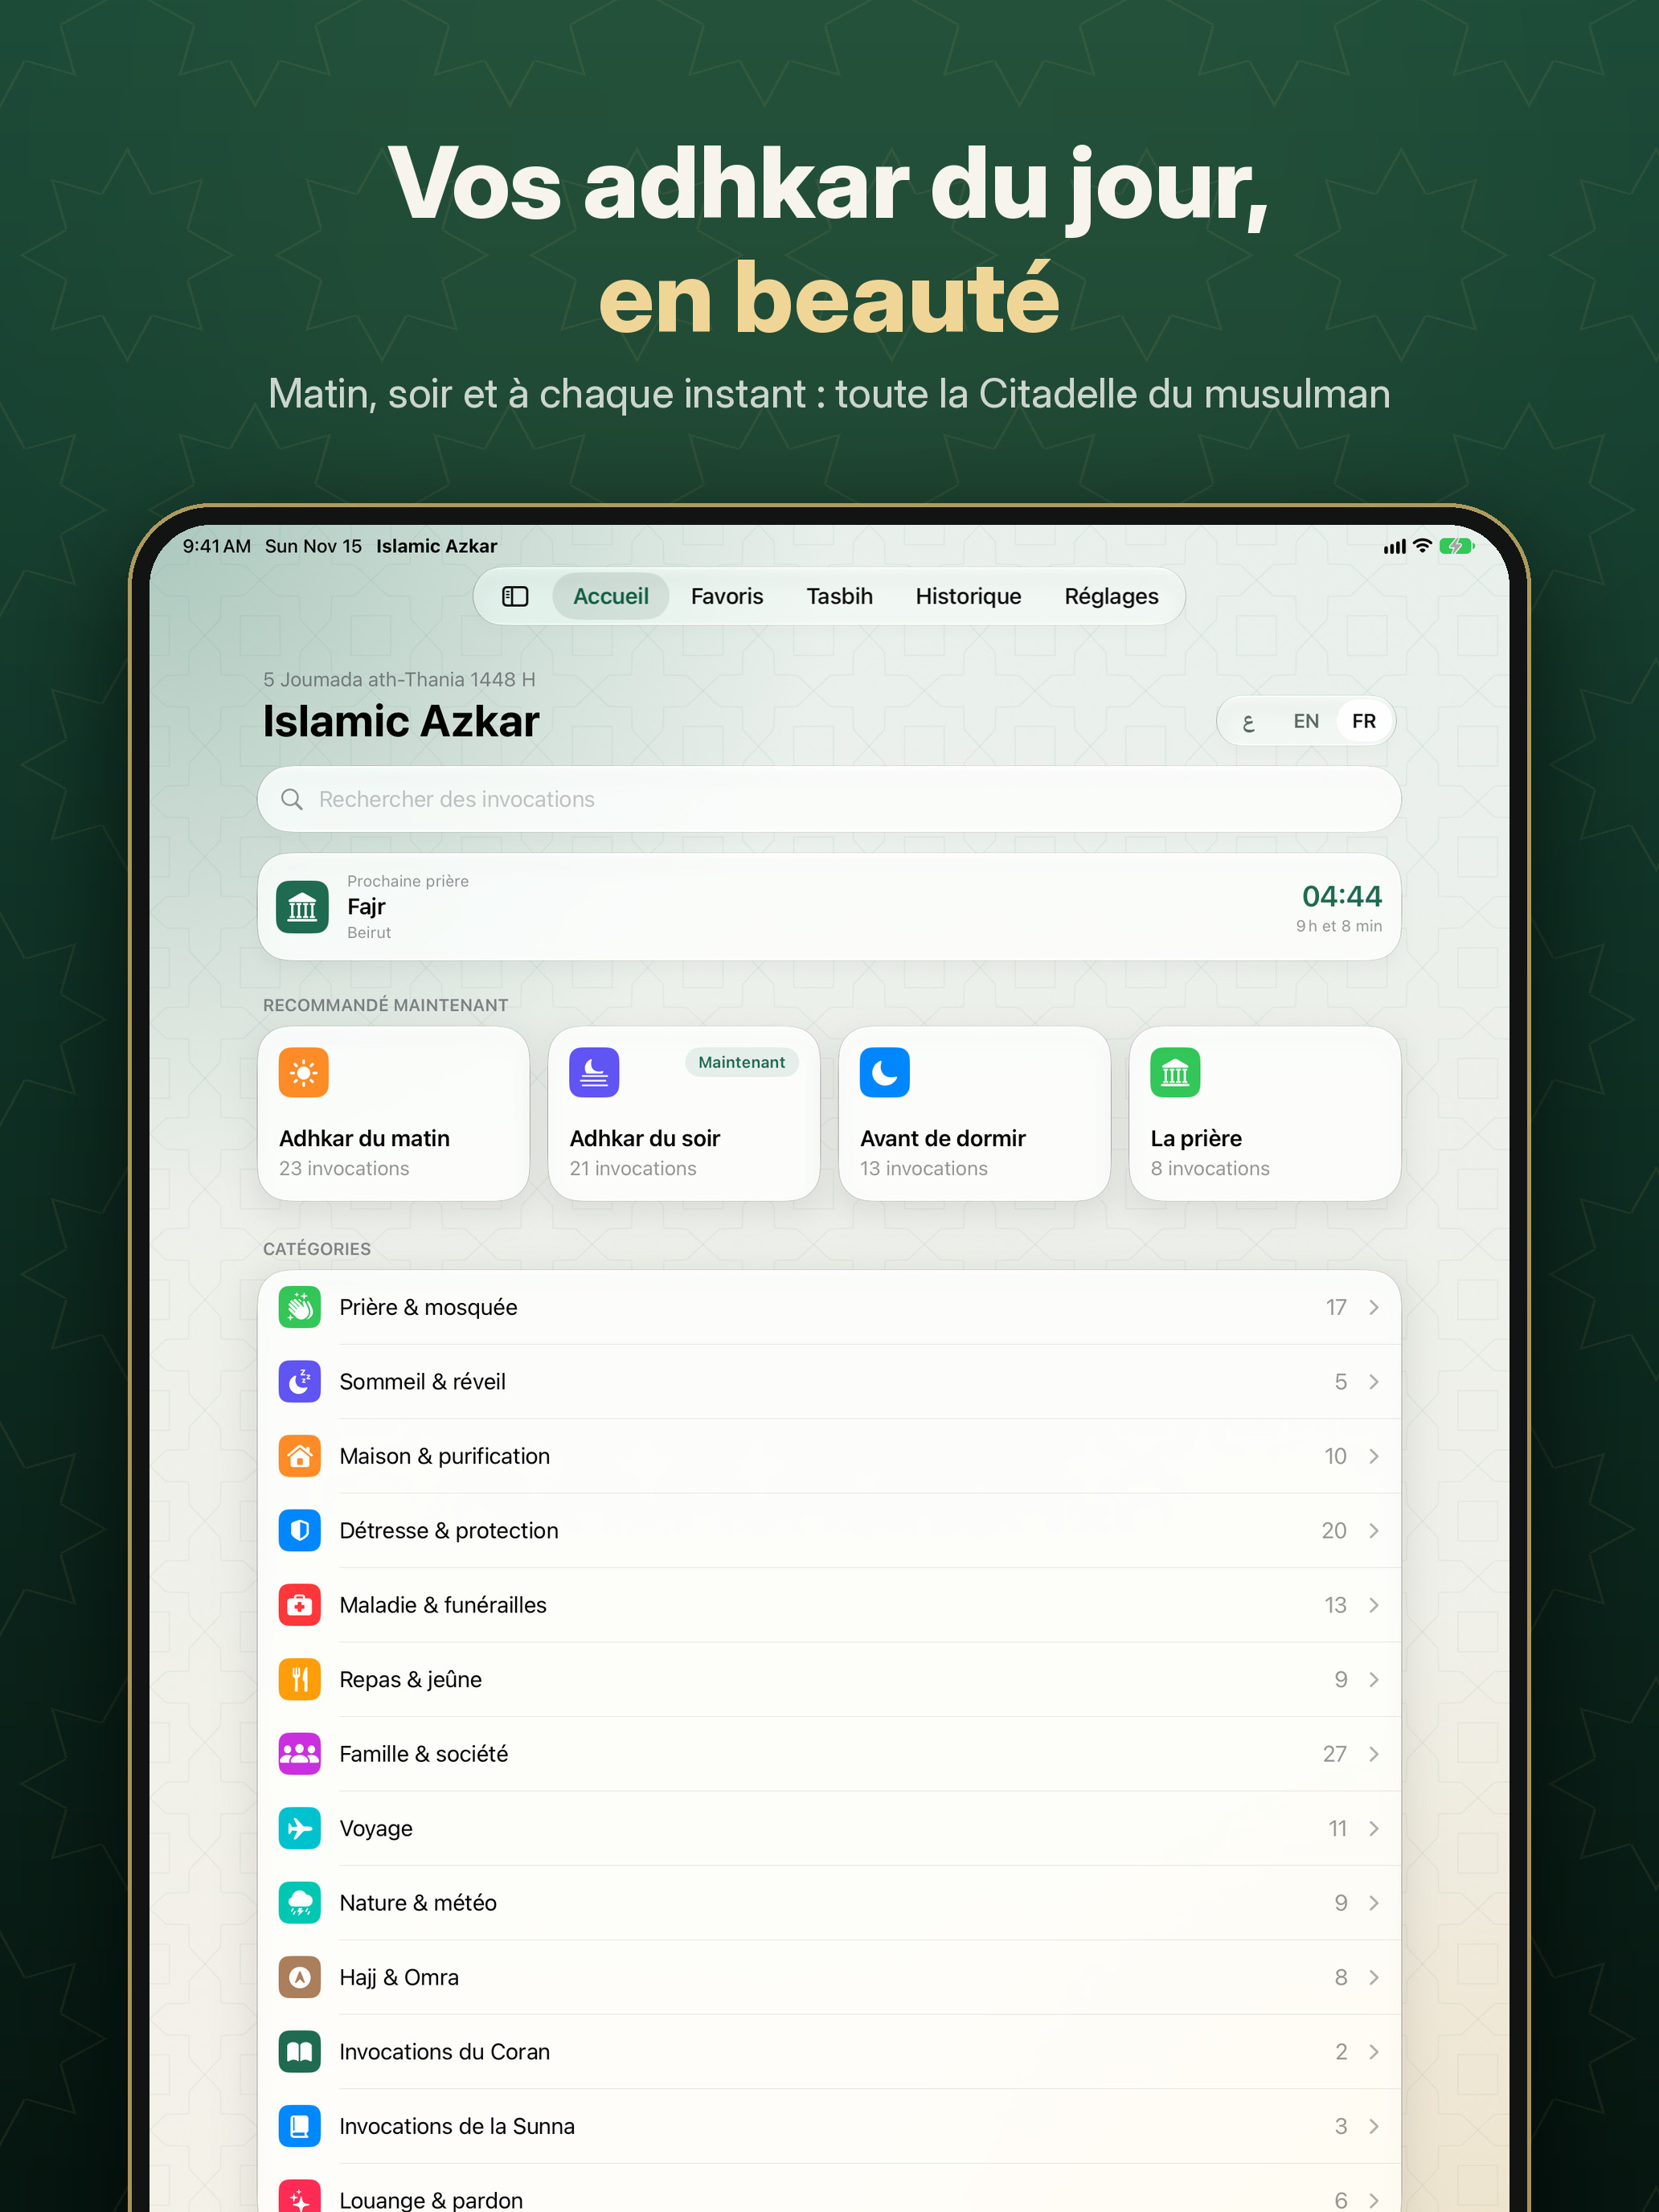 Vos adhkar du jour,
en beauté
Matin, soir et à chaque instant : toute la Citadelle du musulman
9:41 AM Sun Nov 15 Islamic Azkar
Accueil Favoris Tasbih Historique Réglages
5 Joumada ath-Thania 1448 H
Islamic Azkar
ع EN FR
Rechercher des invocations
Prochaine prière
Fajr
Beirut
04:44
9 h et 8 min
RECOMMANDÉ MAINTENANT
Adhkar du matin
23 invocations
Maintenant
Adhkar du soir
21 invocations
Avant de dormir
13 invocations
La prière
8 invocations
CATÉGORIES
Prière & mosquée 17
Sommeil & réveil 5
Maison & purification 10
Détresse & protection 20
Maladie & funérailles 13
Repas & jeûne 9
Famille & société 27
Voyage 11
Nature & météo 9
Hajj & Omra 8
Invocations du Coran 2
Invocations de la Sunna 3
Louange & pardon 6